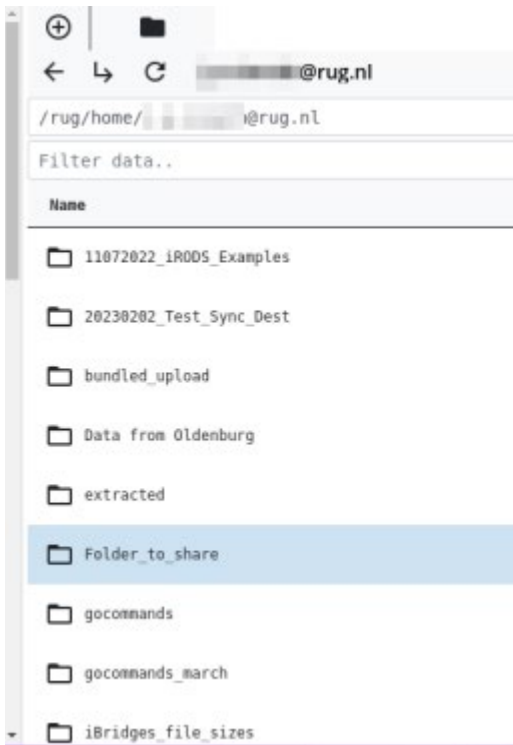 @rug.nl
/rug/home/ @rug.nl
Filter data..
Name
11072022_iRODS_Examples
20230202_Test_Sync_Dest
bundled_upload
Data from Oldenburg
extracted
Folder_to_share
gocommands
gocommands_march
iBridges_file_sizes